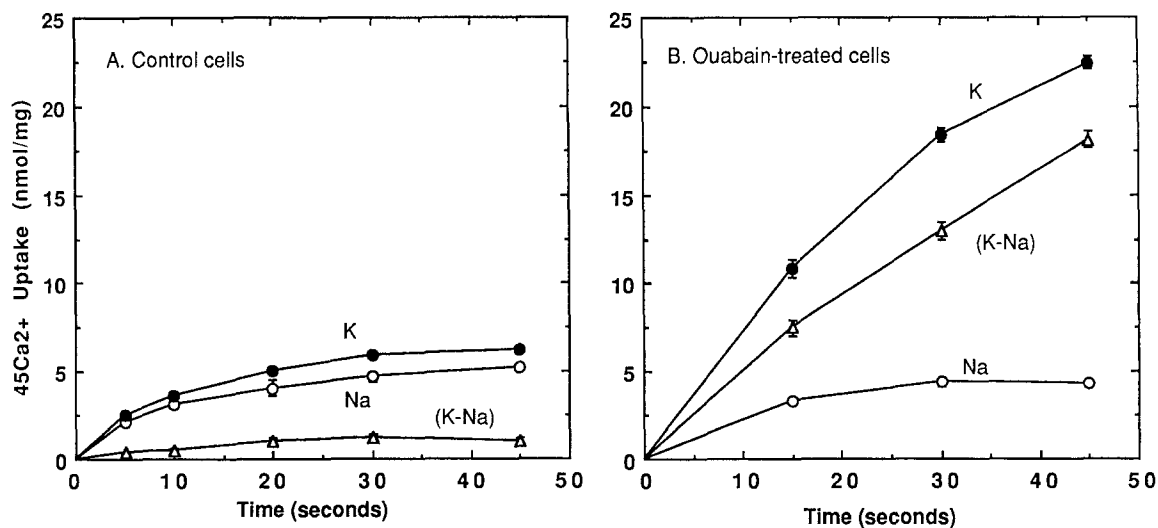 A. Control cells
B. Ouabain-treated cells
45Ca2+ Uptake (nmol/mg)
25
20
15
10
5
0
K
Na
(K-Na)
0
10
20
30
40
50
Time (seconds)
25
20
15
10
5
0
K
(K-Na)
Na
0
10
20
30
40
50
Time (seconds)